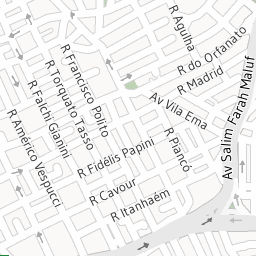 R Agulha
R do Orfanato
R Madrid
Av Vila Ema
Av Salim Farah Maluf
R Francisco Polito
R Torquato Tasso
R Falchi Gianini
R Américo Vespucci
R Fidélis Papini
R Piancó
R Cavour
R Itanhaém